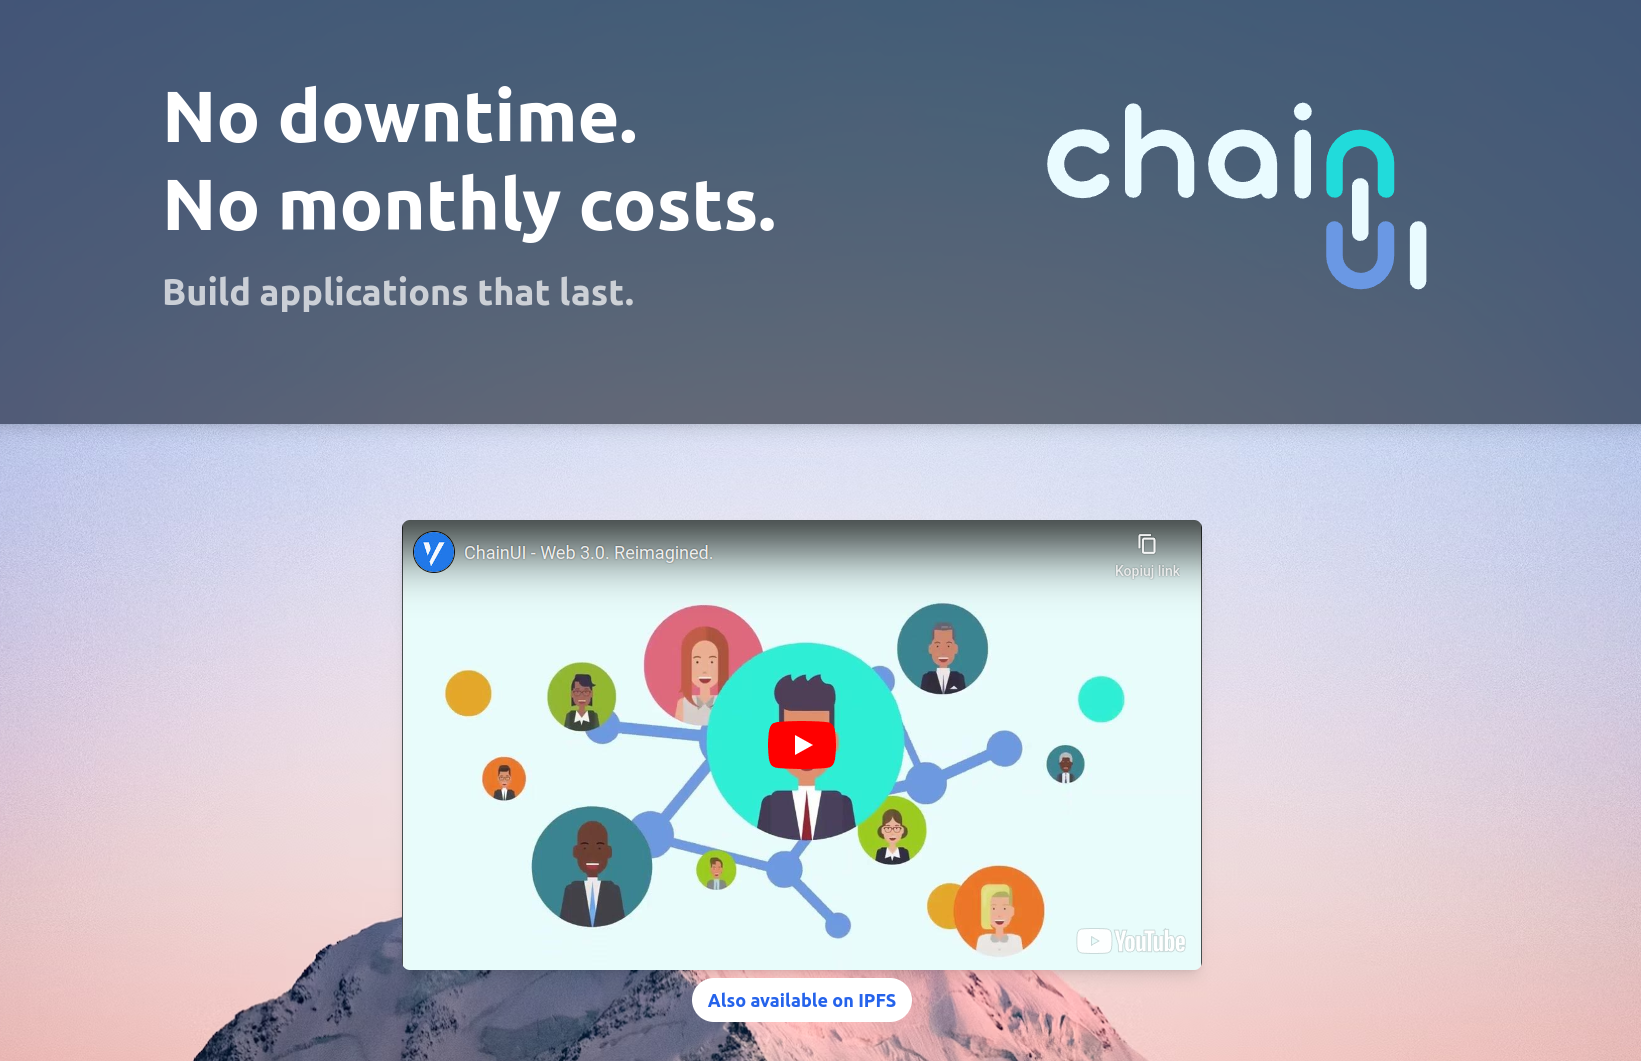 No downtime.
No monthly costs.
Build applications that last.
chain
UI
ChainUI - Web 3.0. Reimagined.
Kopiuj link
YouTube
Also available on IPFS